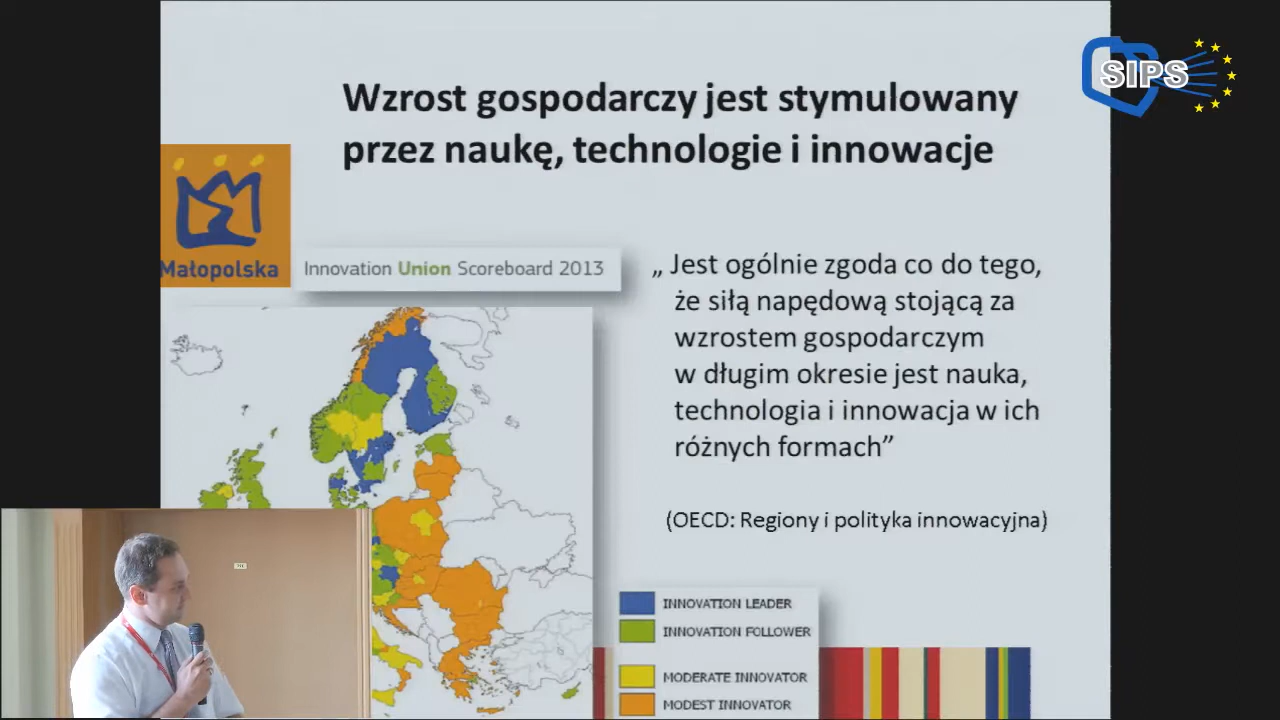 SIPS
Wzrost gospodarczy jest stymulowany
przez naukę, technologie i innowacje
Małopolska
Innovation Union Scoreboard 2013
„ Jest ogólnie zgoda co do tego,
że siłą napędową stojącą za
wzrostem gospodarczym
w długim okresie jest nauka,
technologia i innowacja w ich
różnych formach”
(OECD: Regiony i polityka innowacyjna)
INNOVATION LEADER
INNOVATION FOLLOWER
MODERATE INNOVATOR
MODEST INNOVATOR